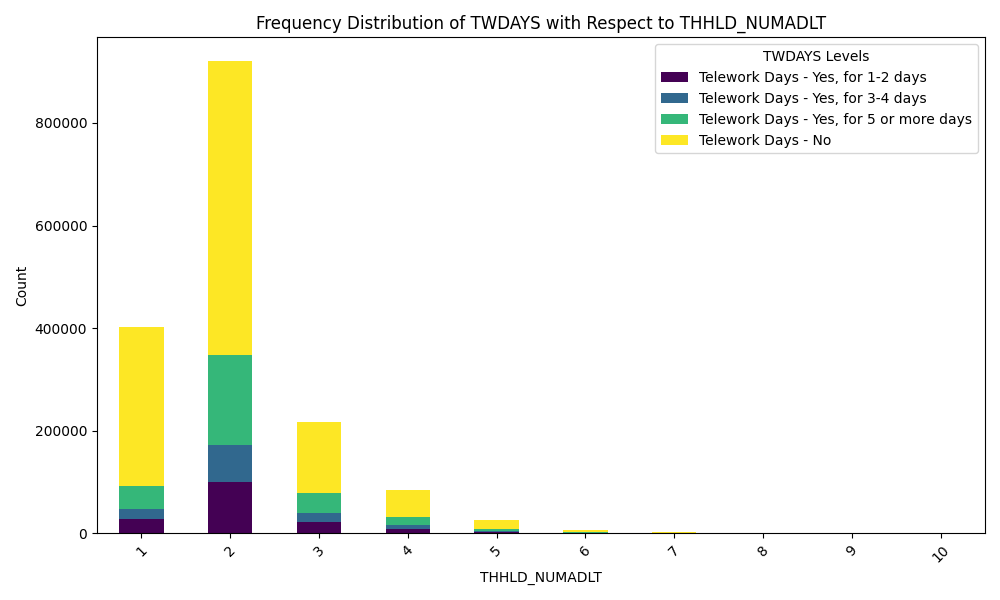 Frequency Distribution of TWDAYS with Respect to THHLD_NUMADLT
TWDAYS Levels
Telework Days - Yes, for 1-2 days
Telework Days - Yes, for 3-4 days
Telework Days - Yes, for 5 or more days
Telework Days - No
Count
800000
600000
400000
200000
0
1 2 3 4 5 6 7 8 9 10
THHLD_NUMADLT